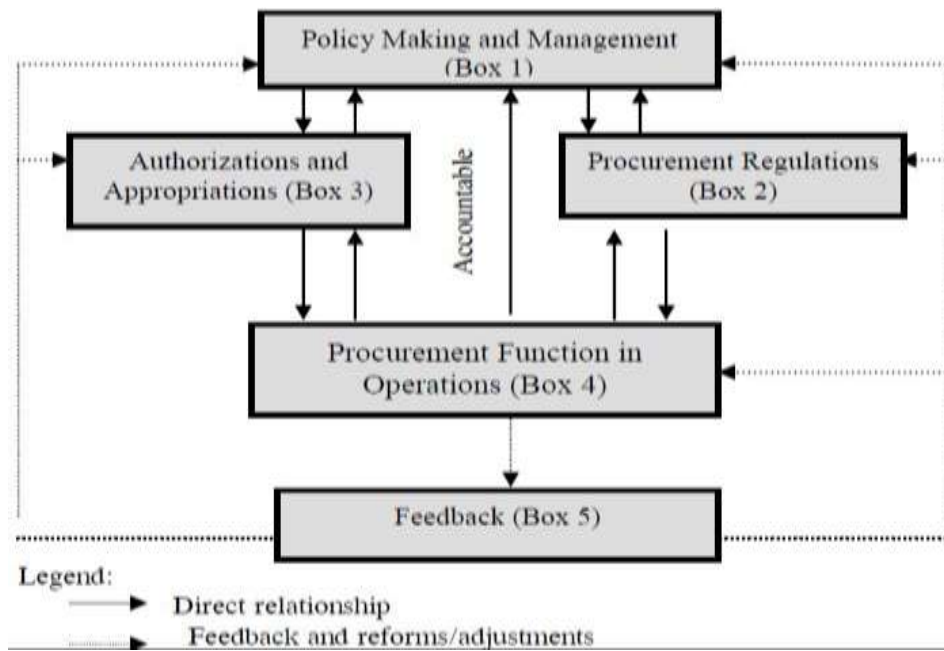 Policy Making and Management
(Box 1)
Authorizations and
Appropriations (Box 3)
Accountable
Procurement Regulations
(Box 2)
Procurement Function in
Operations (Box 4)
Feedback (Box 5)
Legend:
Direct relationship
Feedback and reforms/adjustments